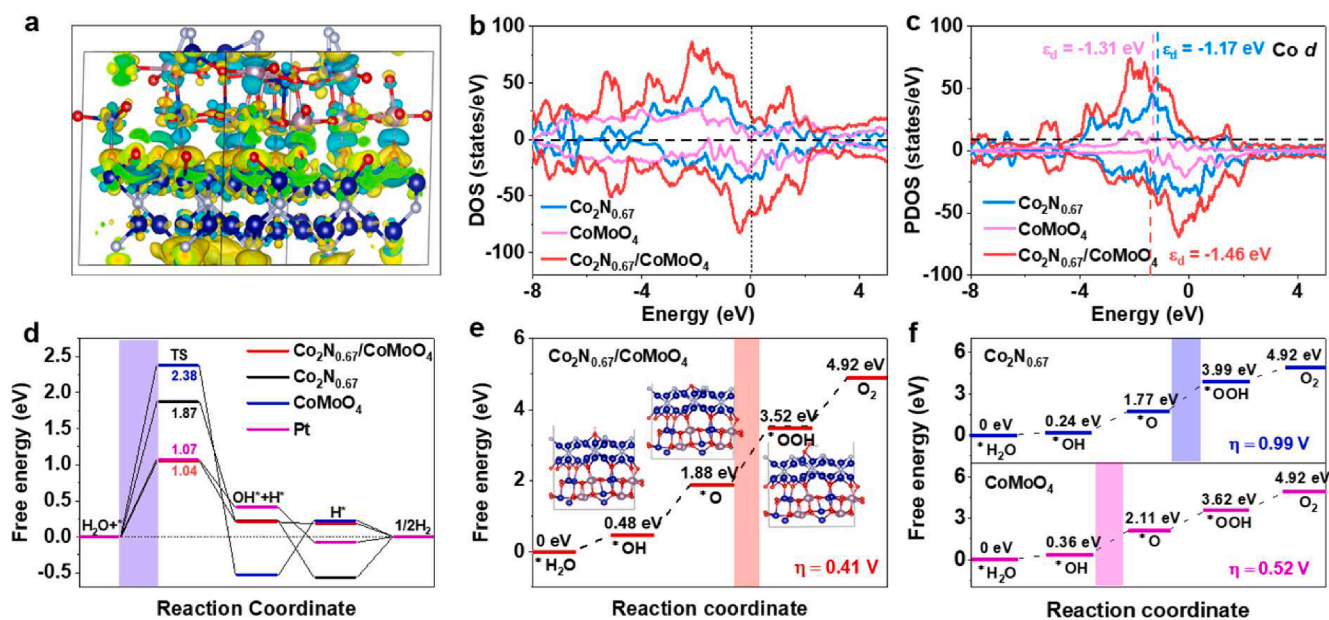 a
b
100
50
0
-50
-100
DOS (states/eV)
Co₂N₀.₆₇
CoMoO₄
Co₂N₀.₆₇/CoMoO₄
-8
-4
0
4
Energy (eV)
c
100
50
0
-50
-100
PDOS (states/eV)
ε_d = -1.31 eV
ε_d = -1.17 eV
Co d
Co₂N₀.₆₇
CoMoO₄
Co₂N₀.₆₇/CoMoO₄
ε_d = -1.46 eV
-8
-4
0
4
Energy (eV)
d
2.5
2.0
1.5
1.0
0.5
0.0
-0.5
Free energy (eV)
TS
2.38
1.87
1.07
1.04
Co₂N₀.₆₇/CoMoO₄
Co₂N₀.₆₇
CoMoO₄
Pt
OH*+H*
H*
H₂O+*
1/2H₂
Reaction Coordinate
e
6
4
2
0
Free energy (eV)
Co₂N₀.₆₇/CoMoO₄
4.92 eV
O₂
3.52 eV
*OOH
1.88 eV
*O
0.48 eV
*OH
0 eV
*H₂O
η = 0.41 V
Reaction coordinate
f
6
3
0
6
3
0
Free energy (eV)
Co₂N₀.₆₇
4.92 eV
O₂
3.99 eV
*OOH
1.77 eV
*O
0.24 eV
*OH
0 eV
*H₂O
η = 0.99 V
CoMoO₄
4.92 eV
O₂
3.62 eV
*OOH
2.11 eV
*O
0.36 eV
*OH
0 eV
*H₂O
η = 0.52 V
Reaction coordinate